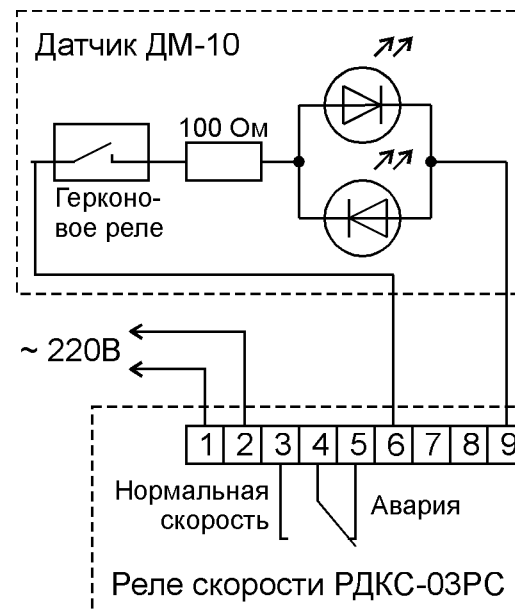 Датчик ДМ-10
100 Ом
Герконо-
вое реле
~ 220В
1 2 3 4 5 6 7 8 9
Нормальная
скорость
Авария
Реле скорости РДКС-03РС